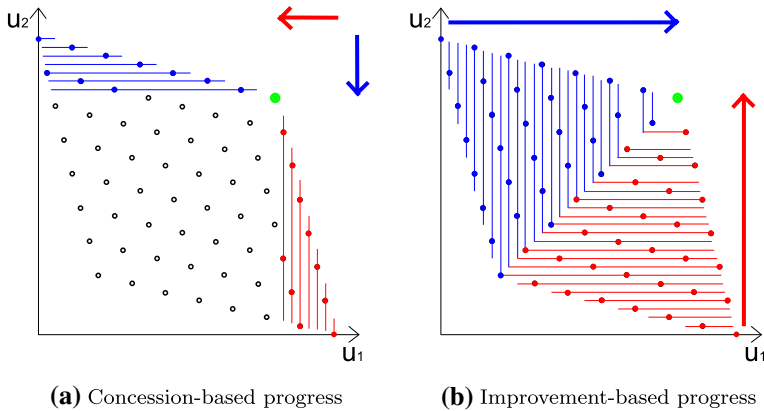 u₂
u₁
u₂
u₁
(a) Concession-based progress
(b) Improvement-based progress